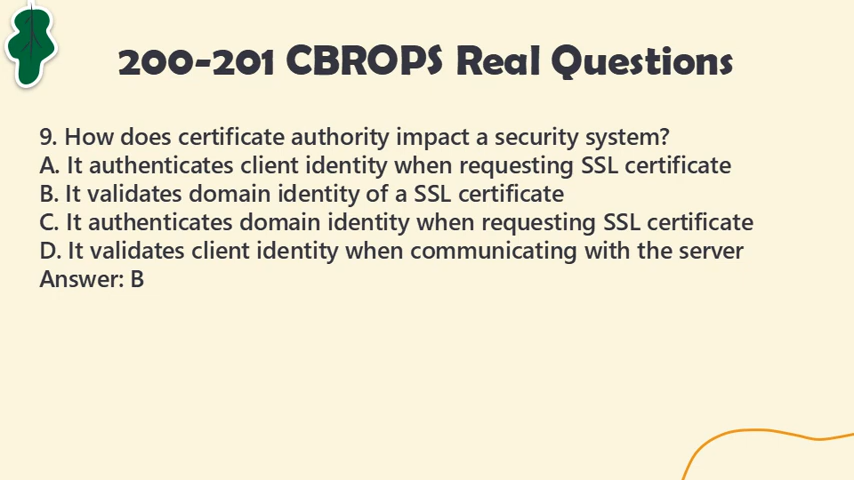 200-201 CBROPS Real Questions
9. How does certificate authority impact a security system?
A. It authenticates client identity when requesting SSL certificate
B. It validates domain identity of a SSL certificate
C. It authenticates domain identity when requesting SSL certificate
D. It validates client identity when communicating with the server
Answer: B